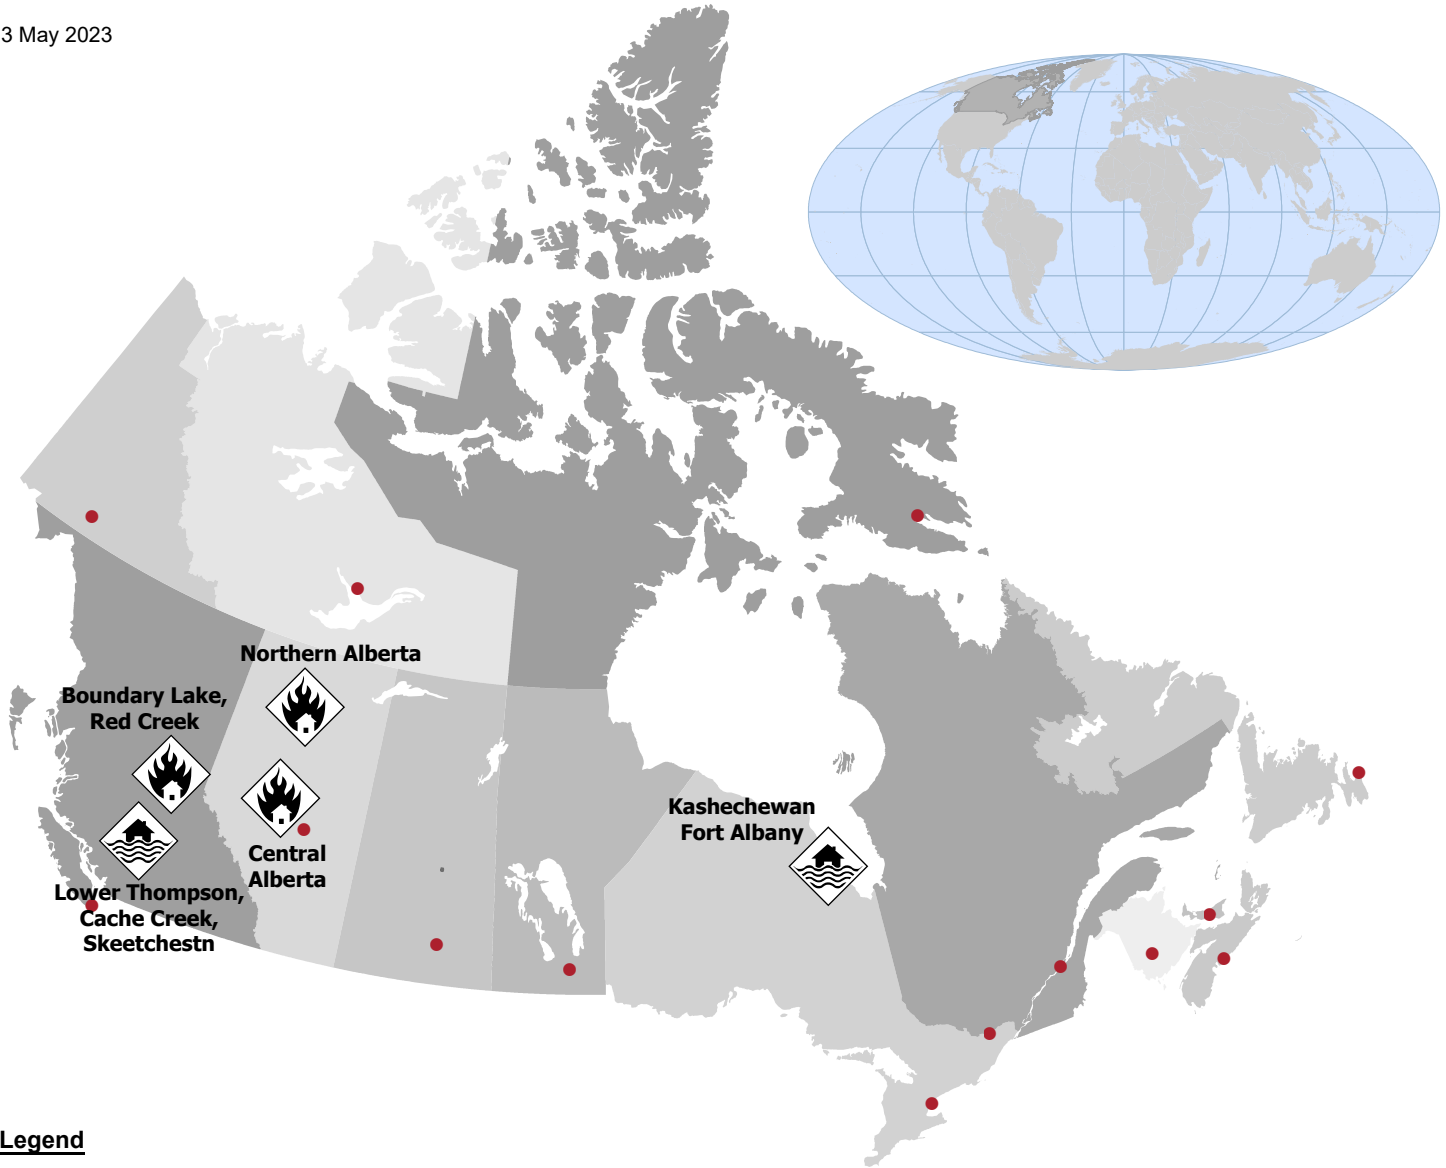 3 May 2023
Northern Alberta
Boundary Lake,
Red Creek
Kashechewan
Fort Albany
Central
Alberta
Lower Thompson,
Cache Creek,
Skeetchestn
Legend